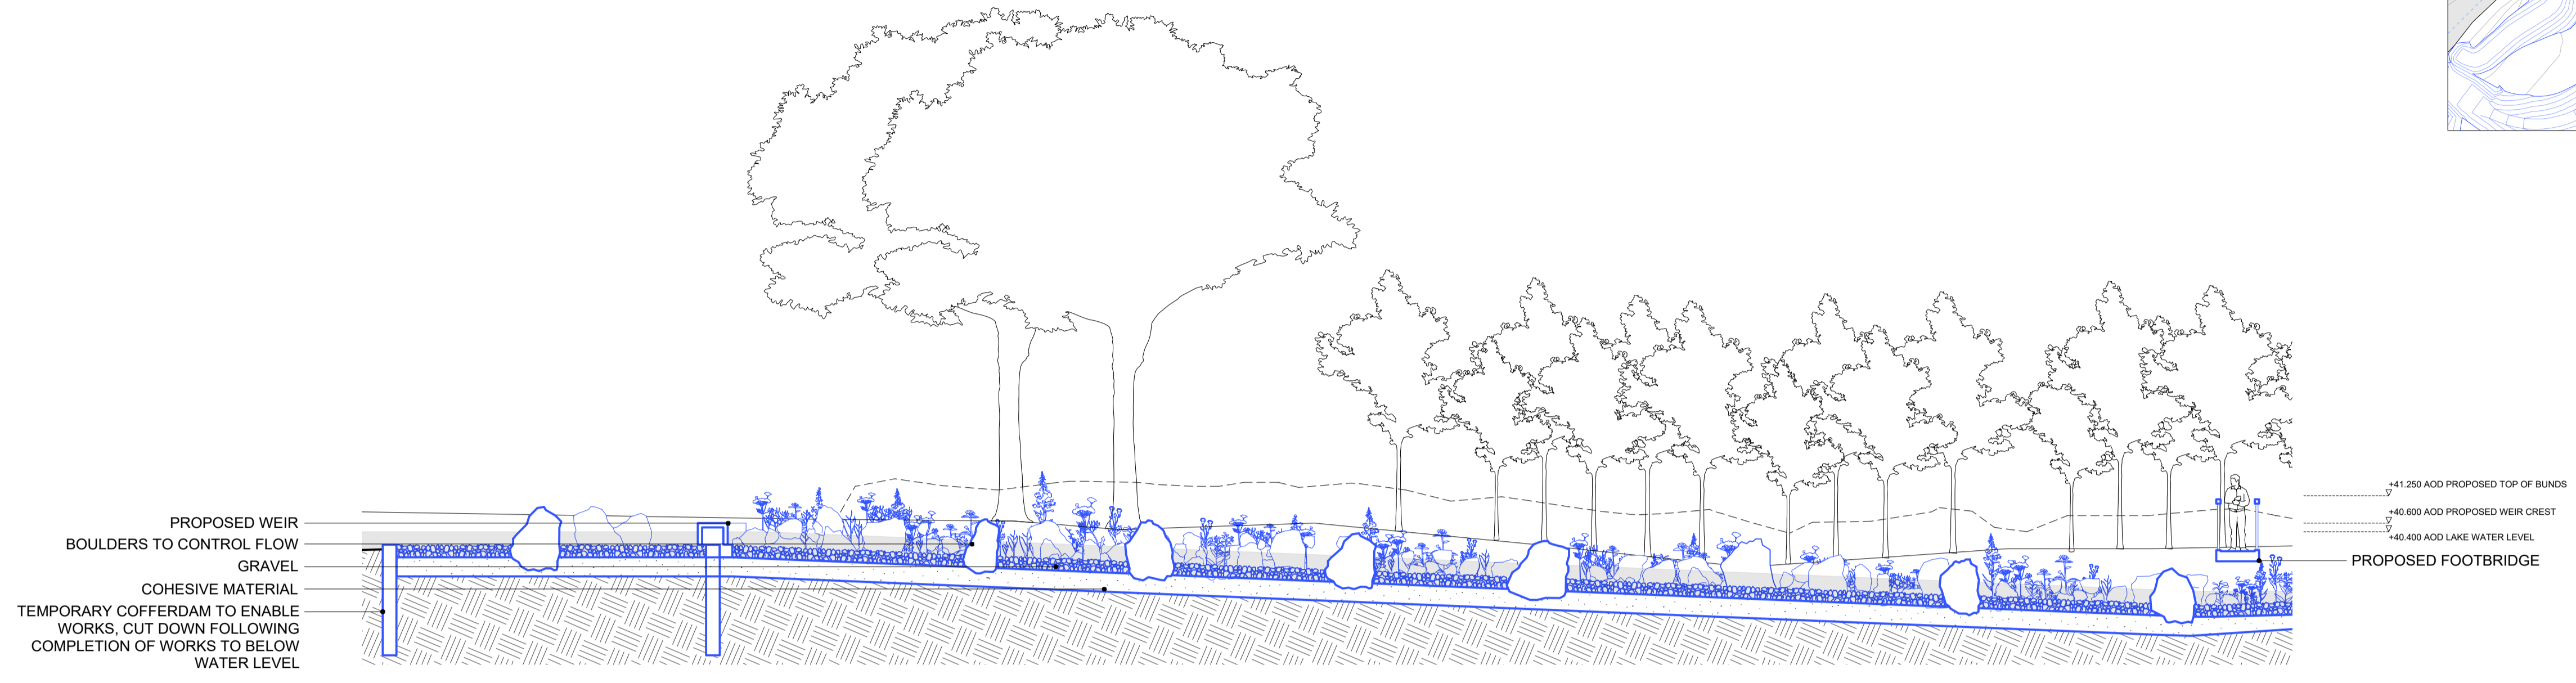 PROPOSED WEIR
BOULDERS TO CONTROL FLOW
GRAVEL
COHESIVE MATERIAL
TEMPORARY COFFERDAM TO ENABLE
WORKS, CUT DOWN FOLLOWING
COMPLETION OF WORKS TO BELOW
WATER LEVEL
+41.250 AOD PROPOSED TOP OF BUNDS
+40.600 AOD PROPOSED WEIR CREST
+40.400 AOD LAKE WATER LEVEL
PROPOSED FOOTBRIDGE